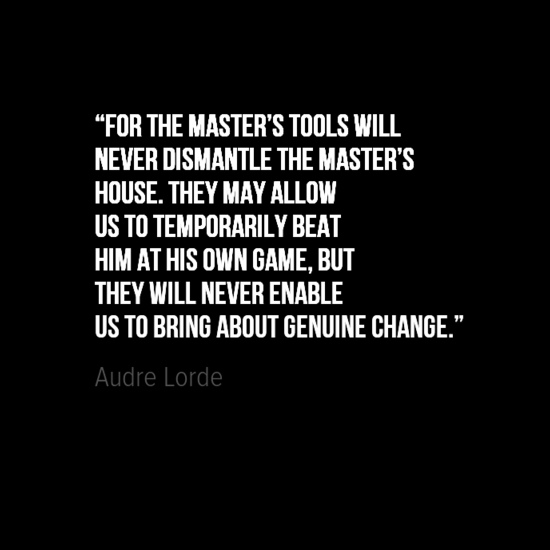 “FOR THE MASTER’S TOOLS WILL
NEVER DISMANTLE THE MASTER’S
HOUSE. THEY MAY ALLOW
US TO TEMPORARILY BEAT
HIM AT HIS OWN GAME, BUT
THEY WILL NEVER ENABLE
US TO BRING ABOUT GENUINE CHANGE.”
Audre Lorde